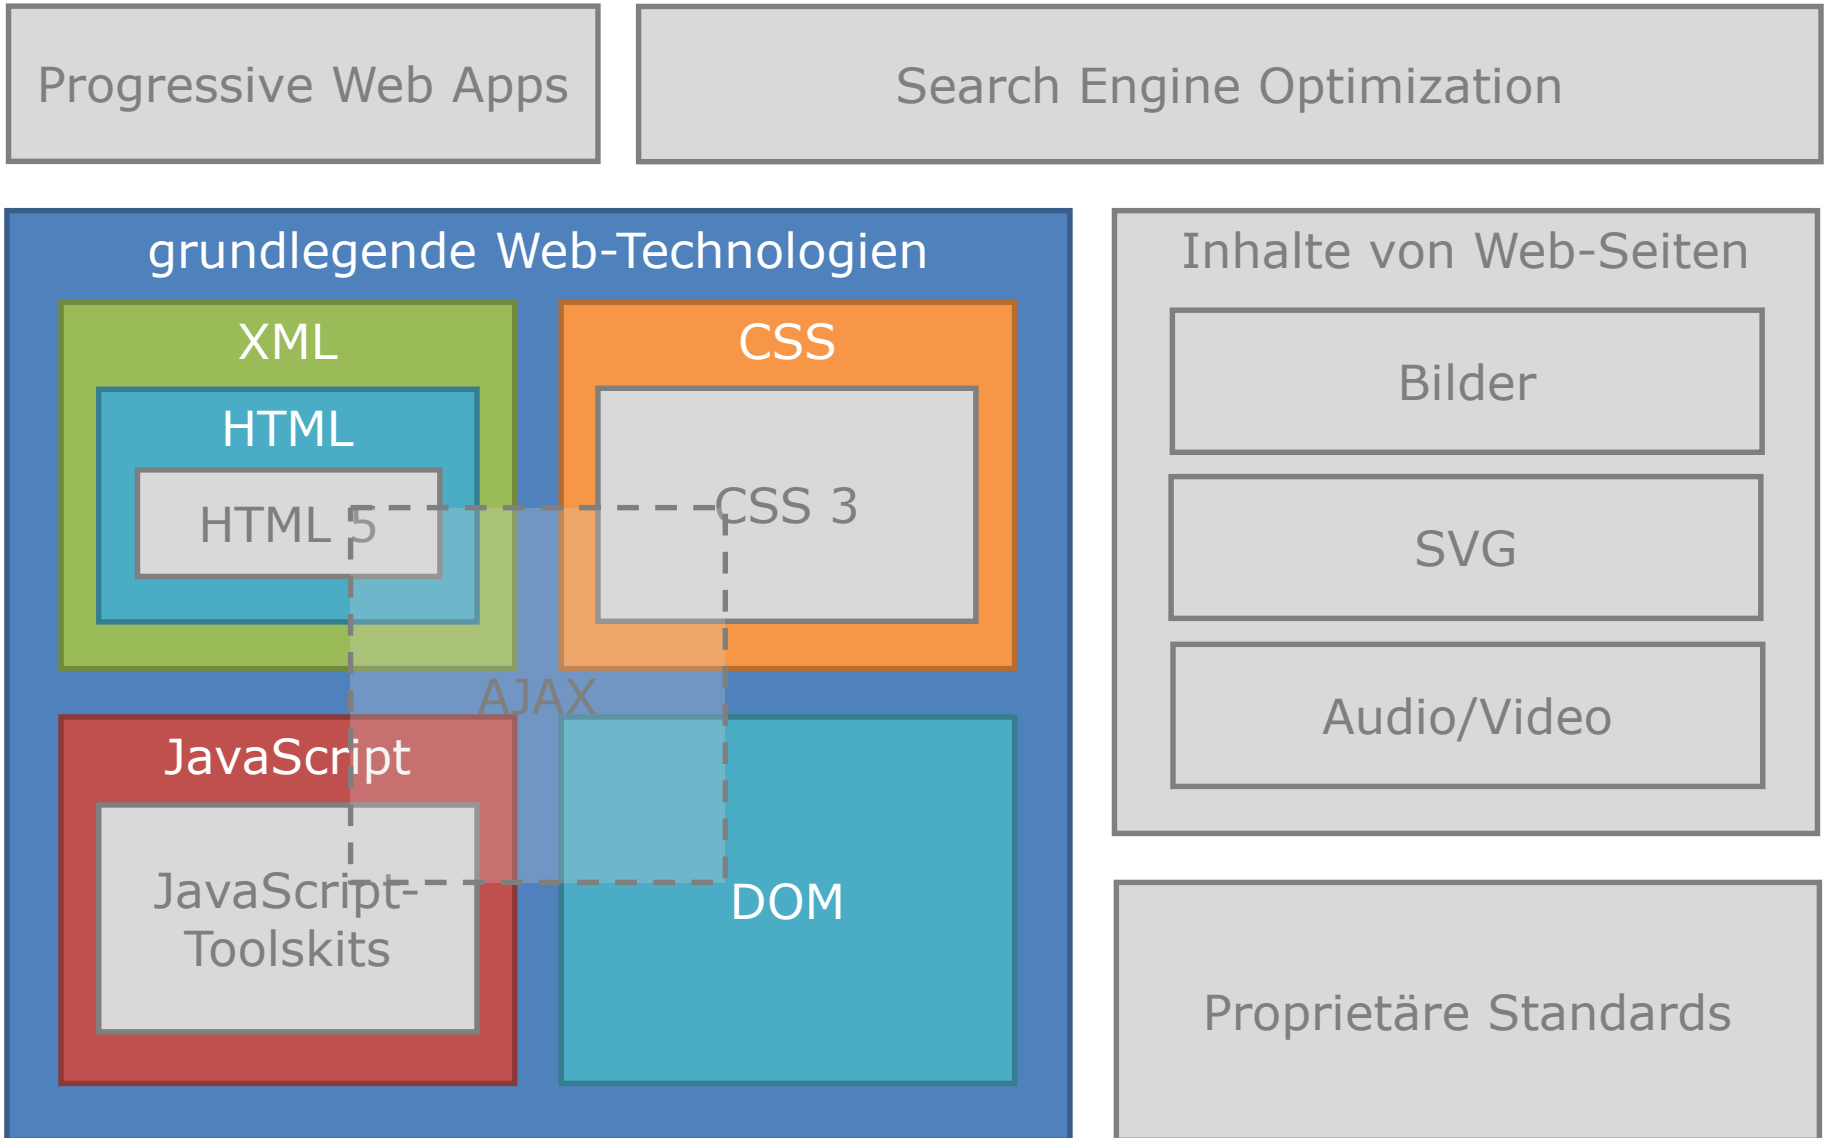 Progressive Web Apps
Search Engine Optimization
grundlegende Web-Technologien
XML
HTML
HTML 5
CSS
CSS 3
AJAX
JavaScript
JavaScript-
Toolskits
DOM
Inhalte von Web-Seiten
Bilder
SVG
Audio/Video
Proprietäre Standards